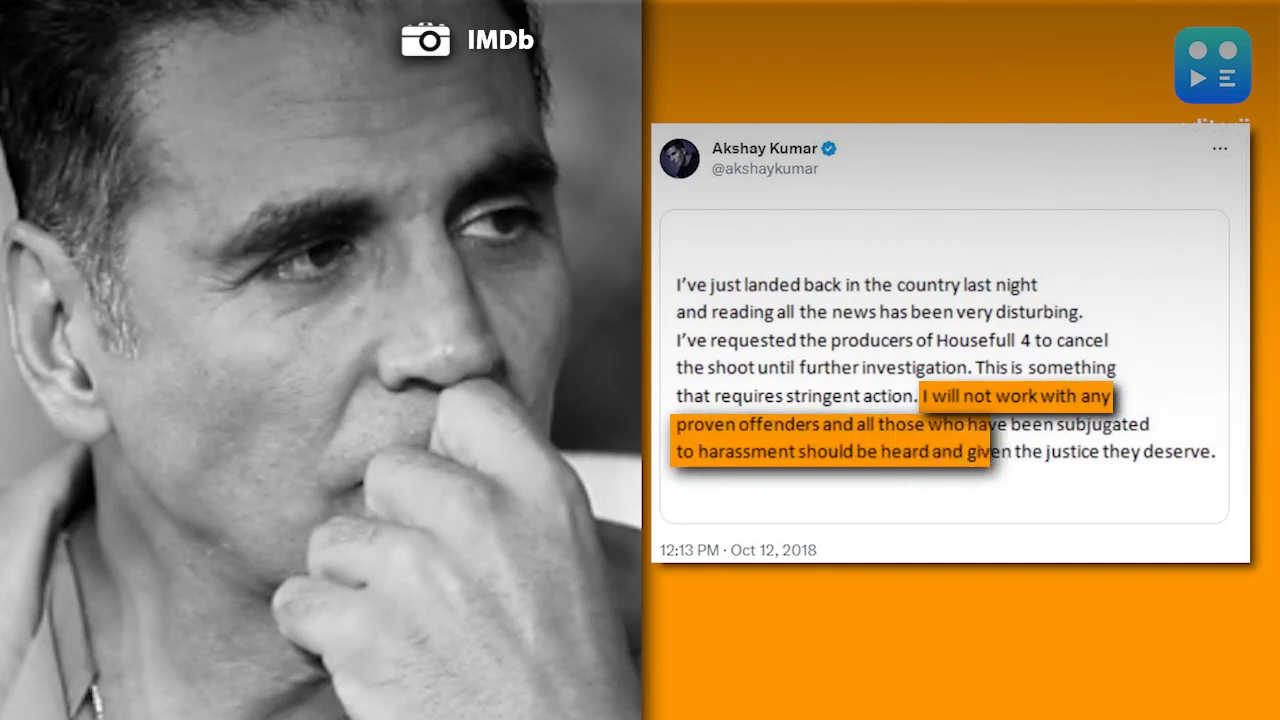 IMDb
editorji
Akshay Kumar
@akshaykumar
I've just landed back in the country last night
and reading all the news has been very disturbing.
I've requested the producers of Housefull 4 to cancel
the shoot until further investigation. This is something
that requires stringent action. I will not work with any
proven offenders and all those who have been subjugated
to harassment should be heard and given the justice they deserve.
12:13 PM · Oct 12, 2018